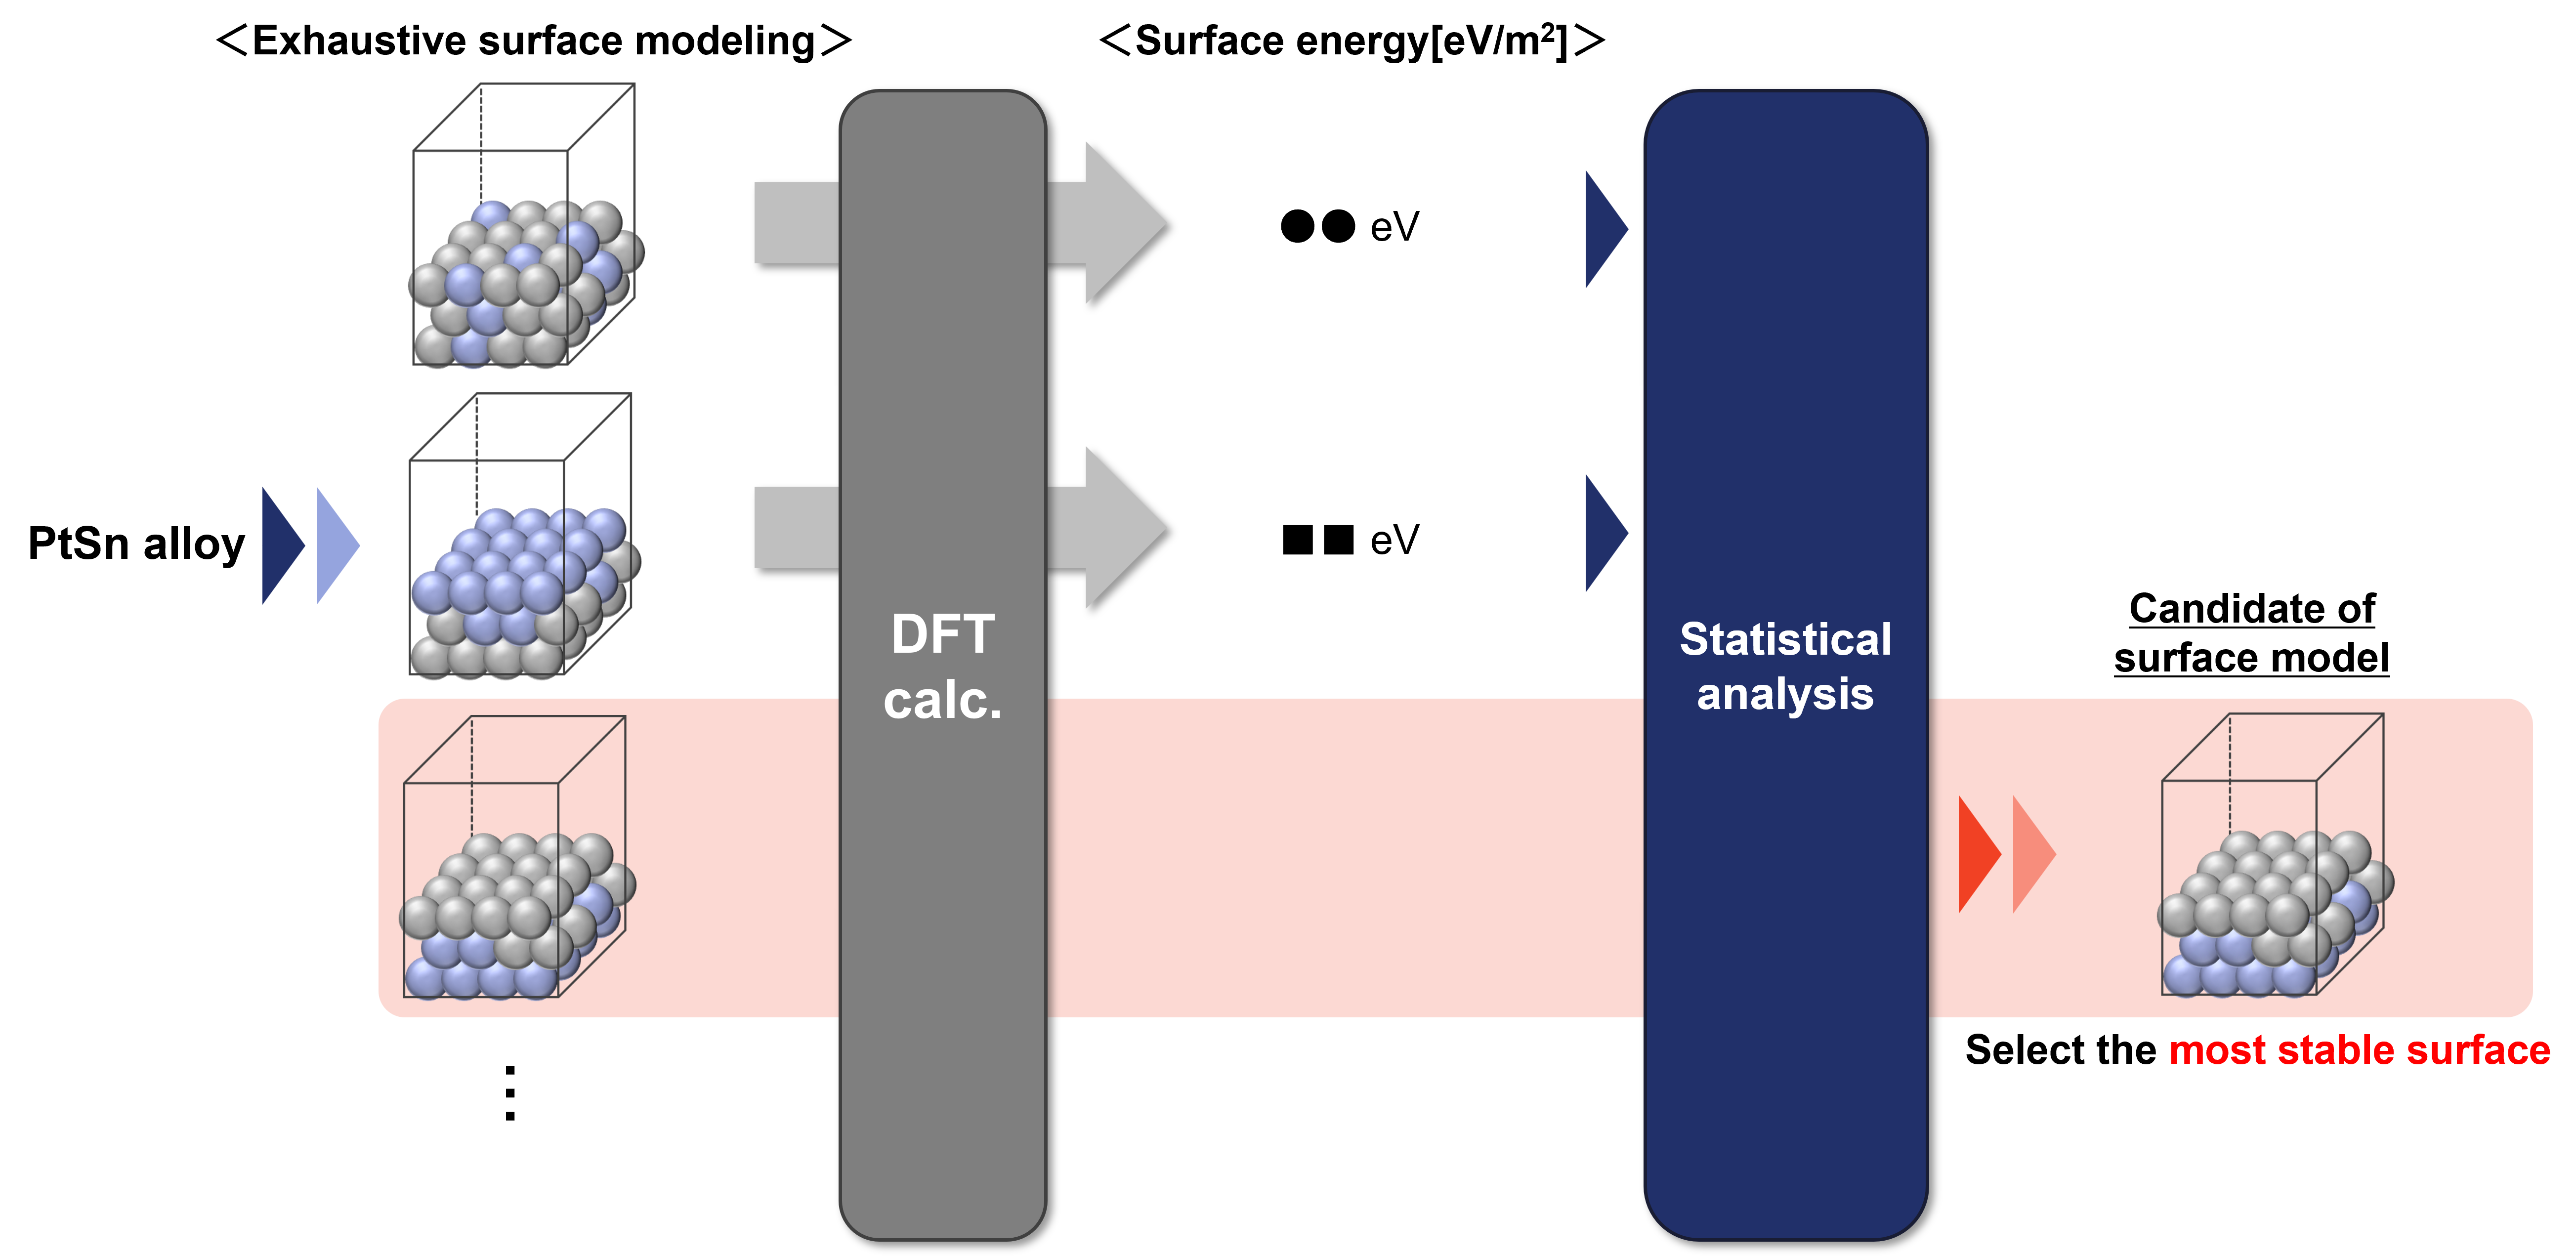 ＜Exhaustive surface modeling＞
＜Surface energy[eV/m²]＞
●● eV
■■ eV
PtSn alloy
DFT
calc.
Statistical
analysis
Candidate of
surface model
Select the most stable surface
⋮